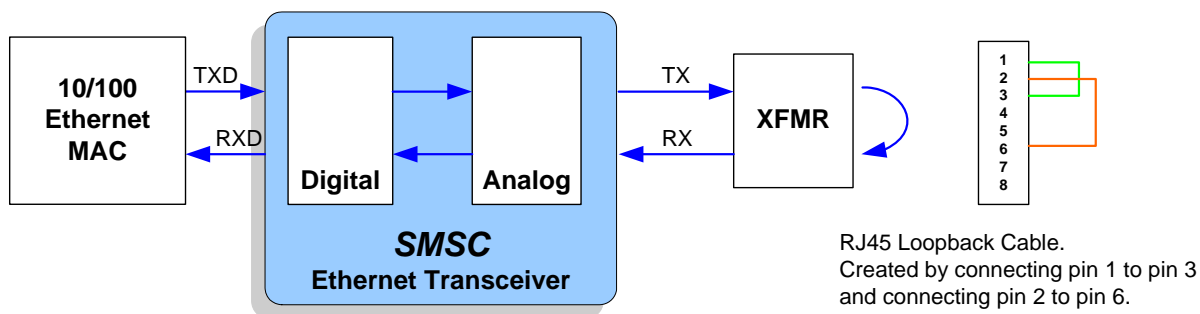 10/100
Ethernet
MAC
TXD
RXD
Digital
Analog
SMSC
Ethernet Transceiver
TX
RX
XFMR
1
2
3
4
5
6
7
8
RJ45 Loopback Cable.
Created by connecting pin 1 to pin 3
and connecting pin 2 to pin 6.